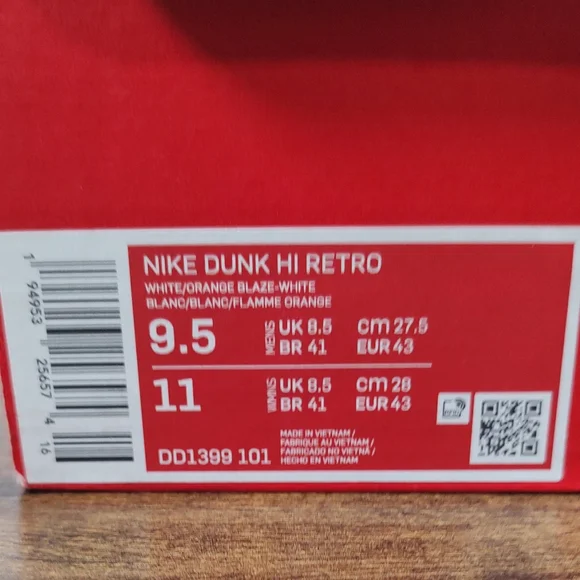 NIKE DUNK HI RETRO
WHITE/ORANGE BLAZE-WHITE
BLANC/BLANC/FLAMME ORANGE
9.5 MENS UK 8.5 cm 27.5
BR 41 EUR 43
11 WMNS UK 8.5 cm 28
BR 41 EUR 43
DD1399 101
MADE IN VIETNAM /
FABRIQUE AU VIETNAM /
FABRICADO NO VIETNÃ /
HECHO EN VIETNAM
1 94953 25657 4 16